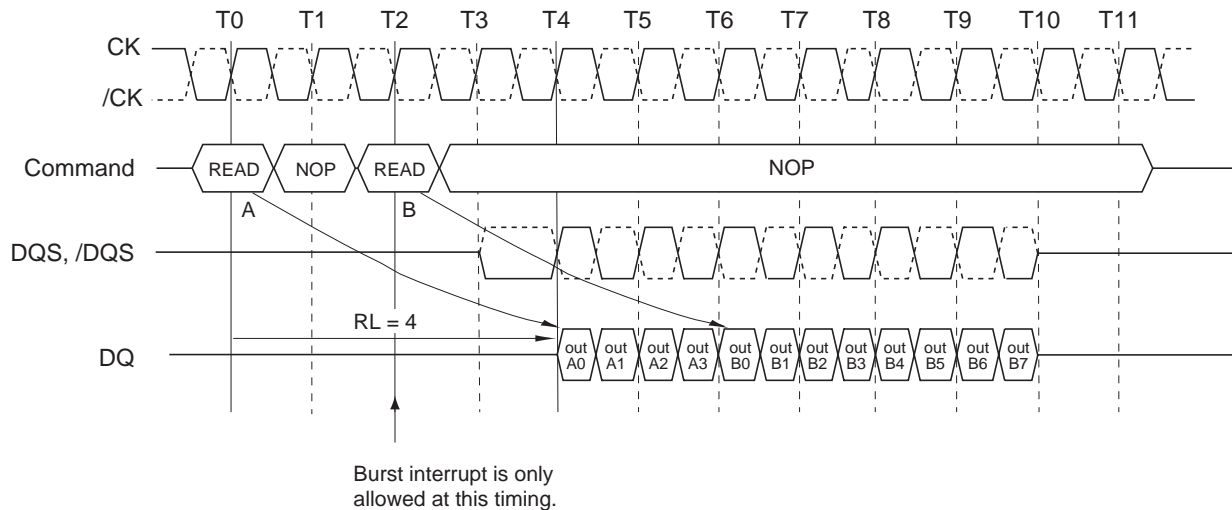 T0 T1 T2 T3 T4 T5 T6 T7 T8 T9 T10 T11
CK
/CK
Command READ NOP READ NOP
A B
DQS, /DQS
RL = 4
DQ
out A0 out A1 out A2 out A3 out B0 out B1 out B2 out B3 out B4 out B5 out B6 out B7
Burst interrupt is only
allowed at this timing.